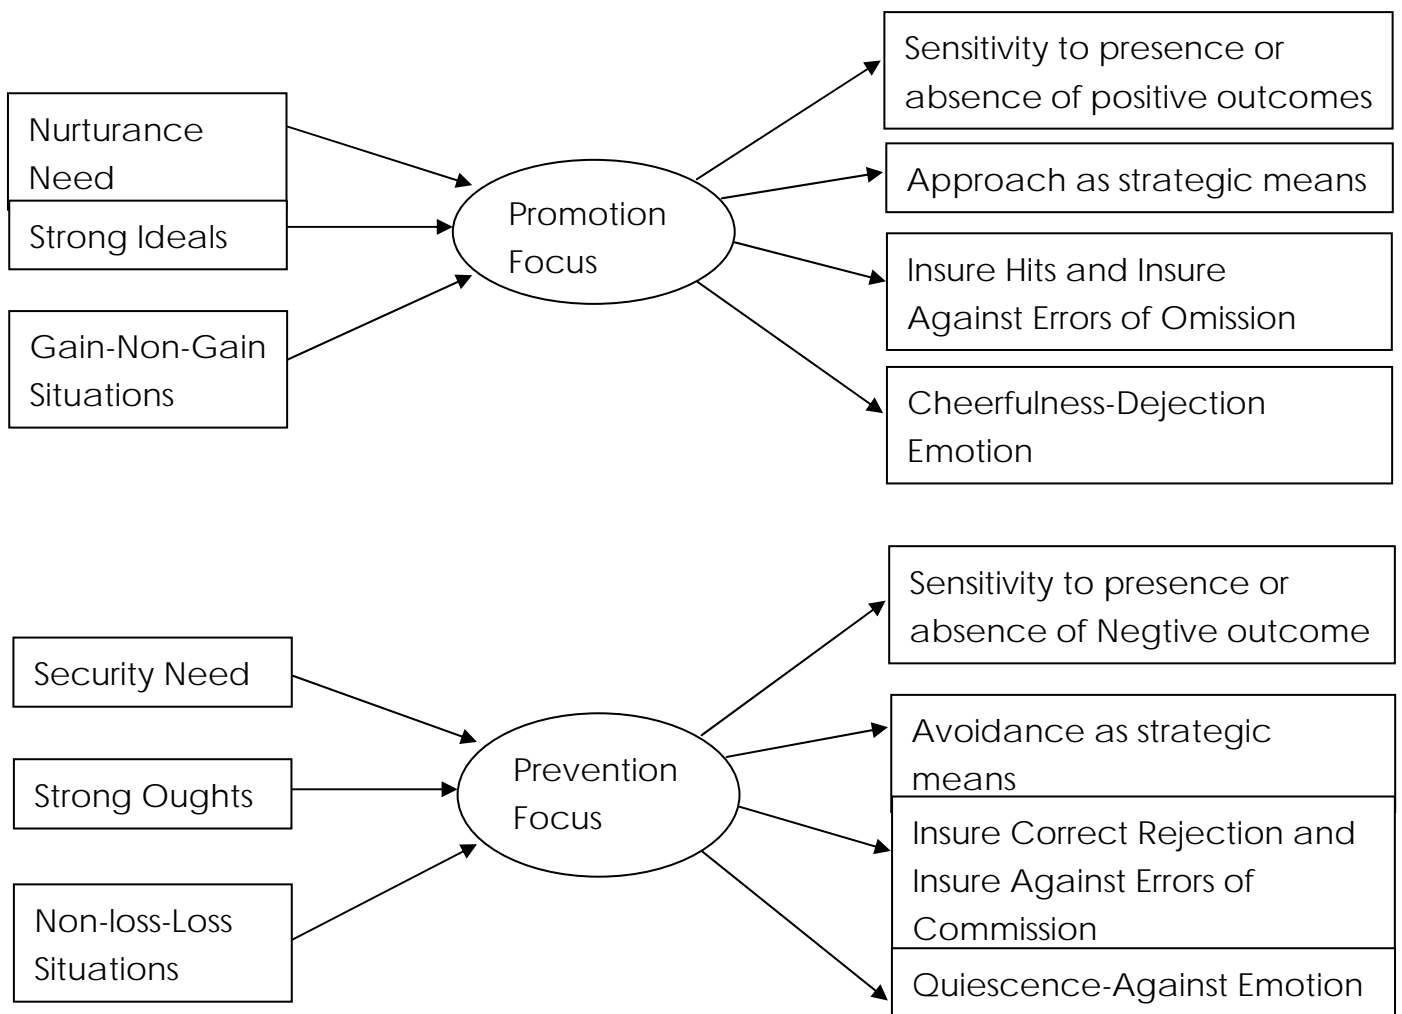 Nurturance
Need
Strong Ideals
Gain-Non-Gain
Situations
Promotion
Focus
Sensitivity to presence or
absence of positive outcomes
Approach as strategic means
Insure Hits and Insure
Against Errors of Omission
Cheerfulness-Dejection
Emotion
Security Need
Strong Oughts
Non-loss-Loss
Situations
Prevention
Focus
Sensitivity to presence or
absence of Negtive outcome
Avoidance as strategic
means
Insure Correct Rejection and
Insure Against Errors of
Commission
Quiescence-Against Emotion